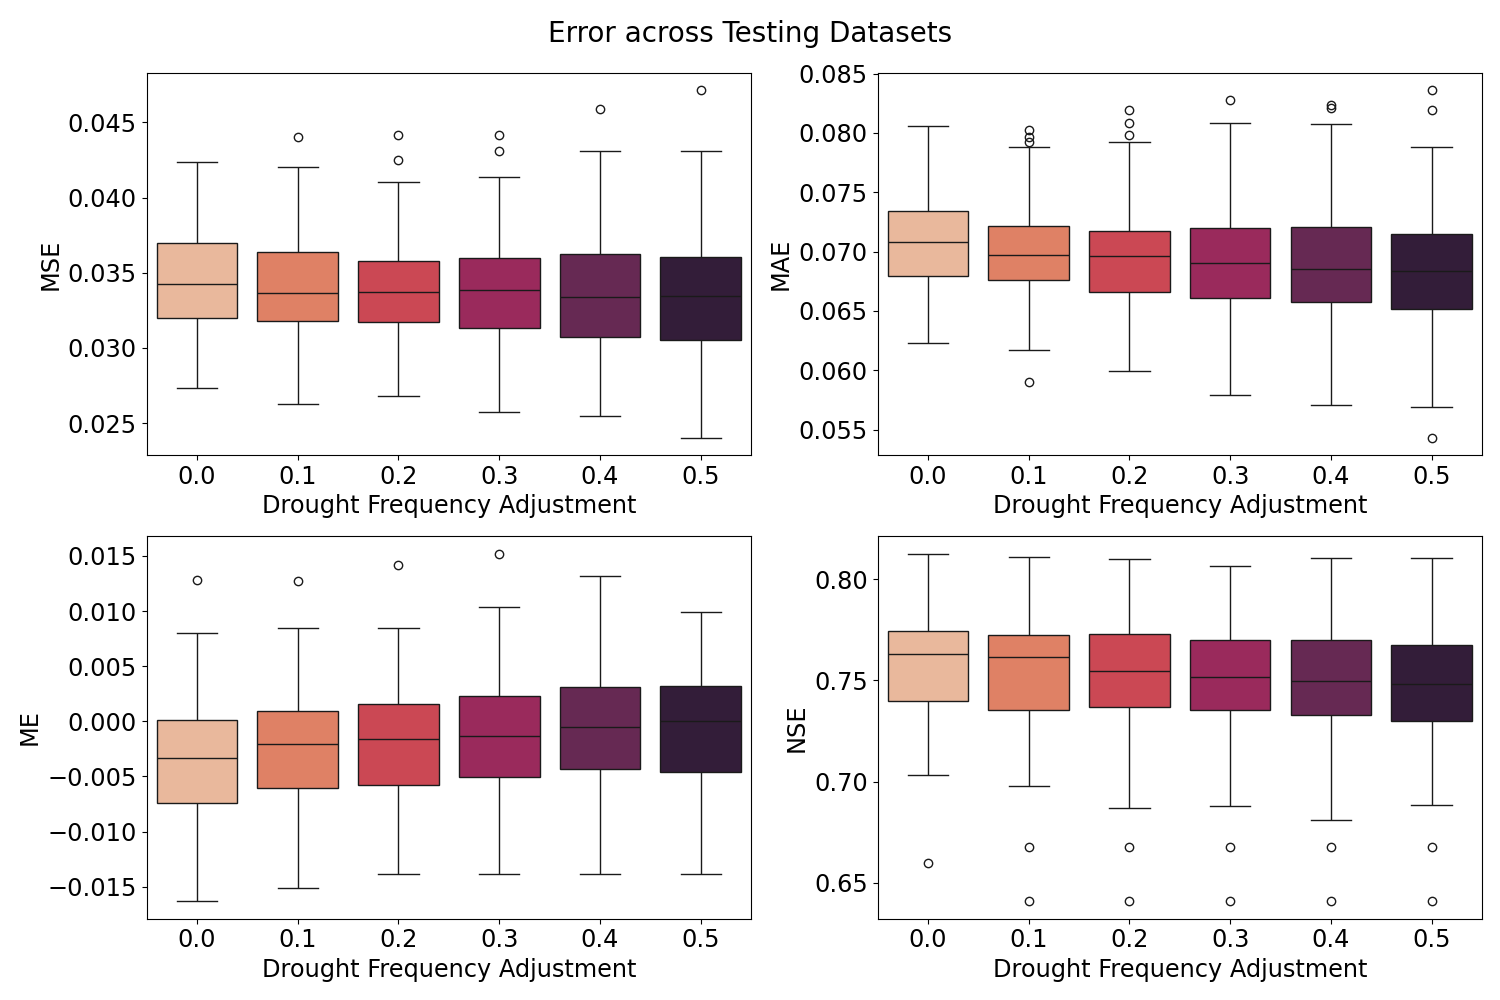 Error across Testing Datasets
MSE
0.045
0.040
0.035
0.030
0.025
0.0 0.1 0.2 0.3 0.4 0.5
Drought Frequency Adjustment
MAE
0.085
0.080
0.075
0.070
0.065
0.060
0.055
0.0 0.1 0.2 0.3 0.4 0.5
Drought Frequency Adjustment
ME
0.015
0.010
0.005
0.000
−0.005
−0.010
−0.015
0.0 0.1 0.2 0.3 0.4 0.5
Drought Frequency Adjustment
NSE
0.80
0.75
0.70
0.65
0.0 0.1 0.2 0.3 0.4 0.5
Drought Frequency Adjustment